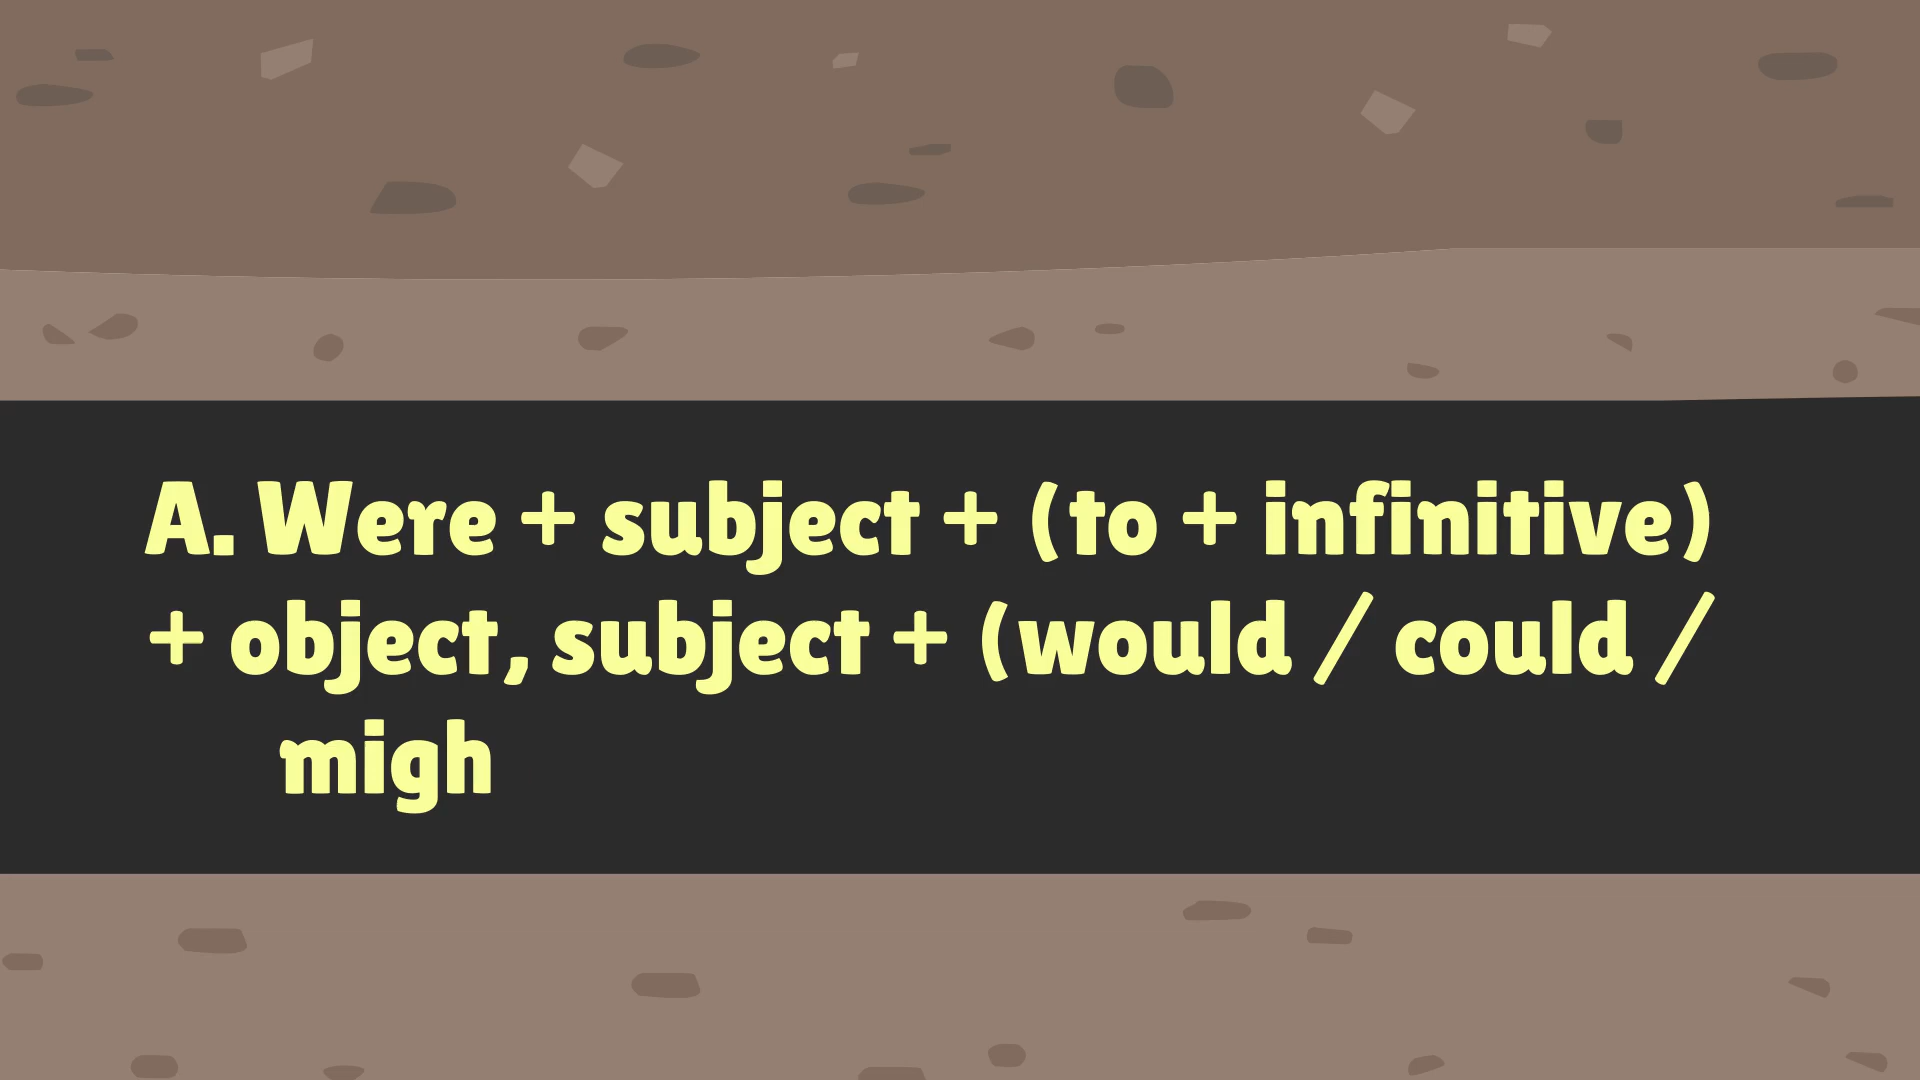 A. Were + subject + (to + infinitive)
+ object, subject + (would / could /
migh